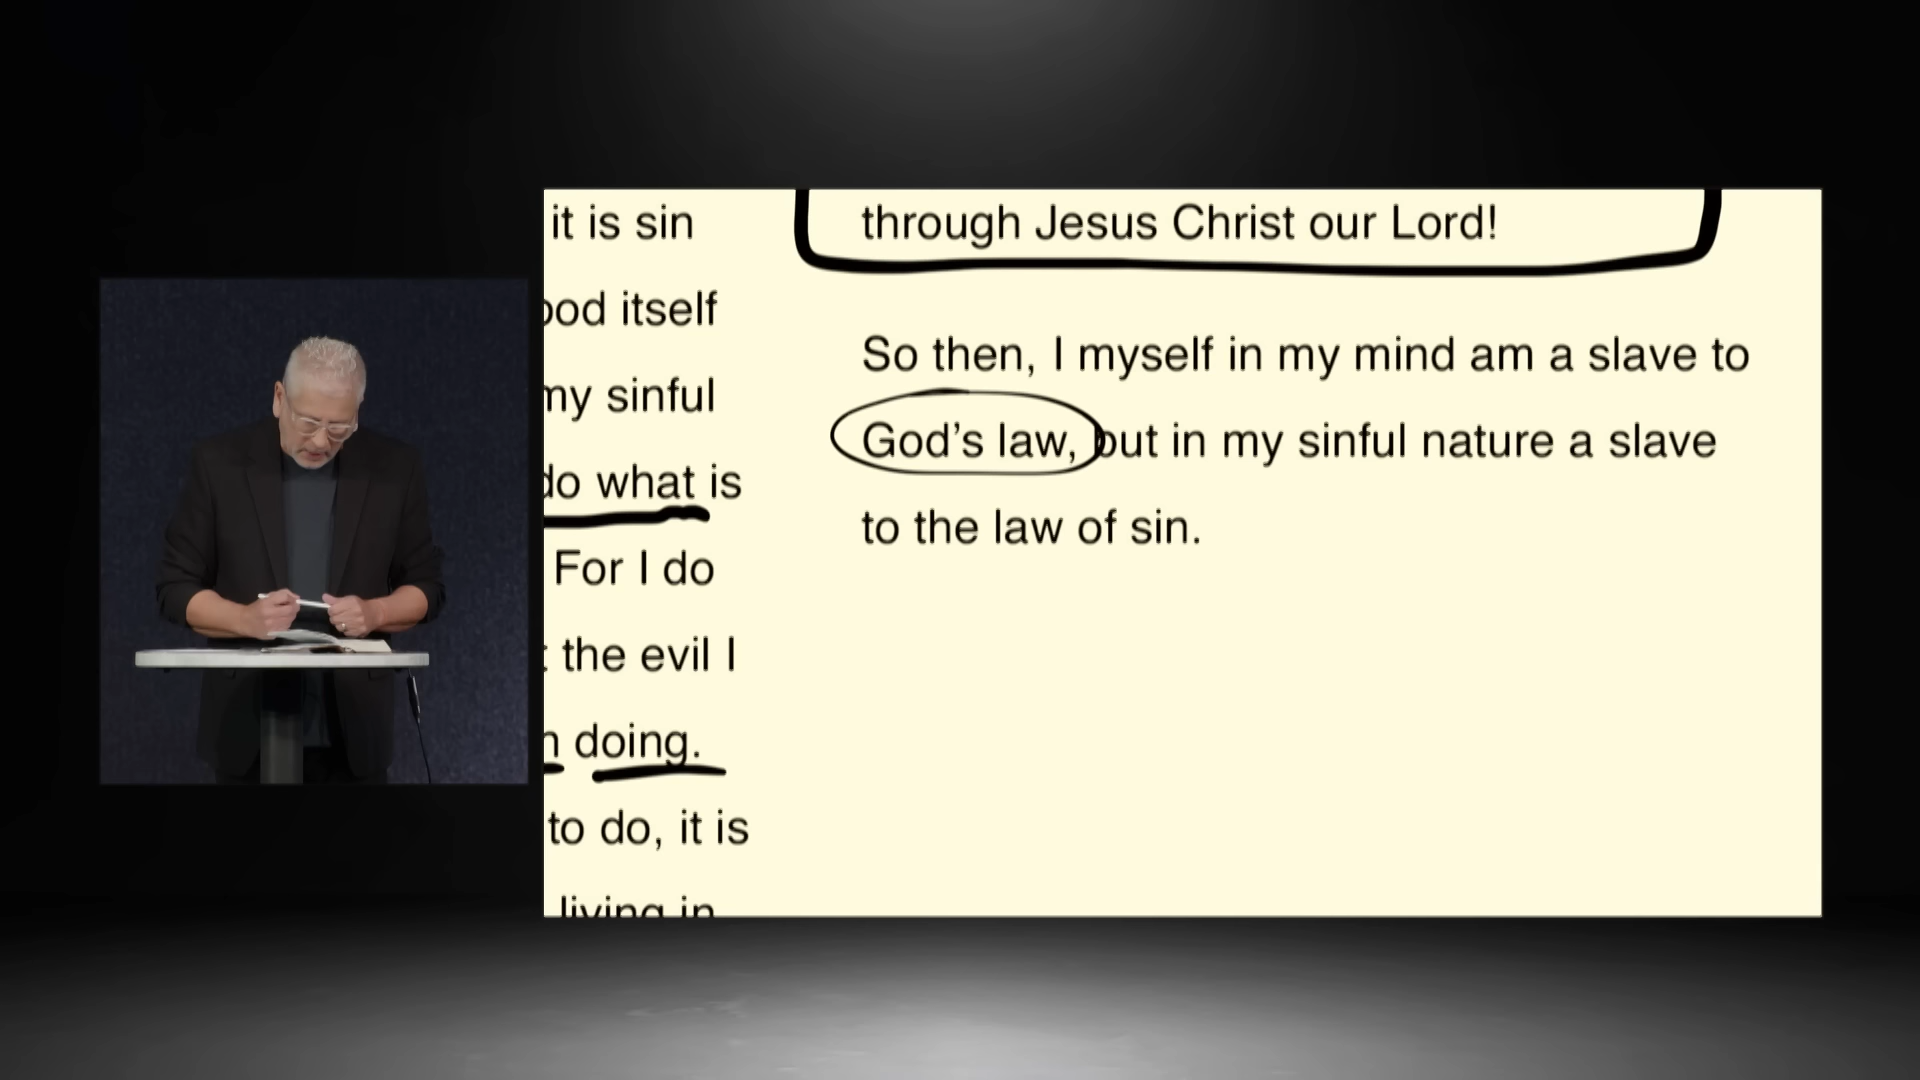 it is sin
itself
my sinful
do what is
For I do
the evil I
doing.
to do, it is
living in
through Jesus Christ our Lord!
So then, I myself in my mind am a slave to
God’s law, but in my sinful nature a slave
to the law of sin.